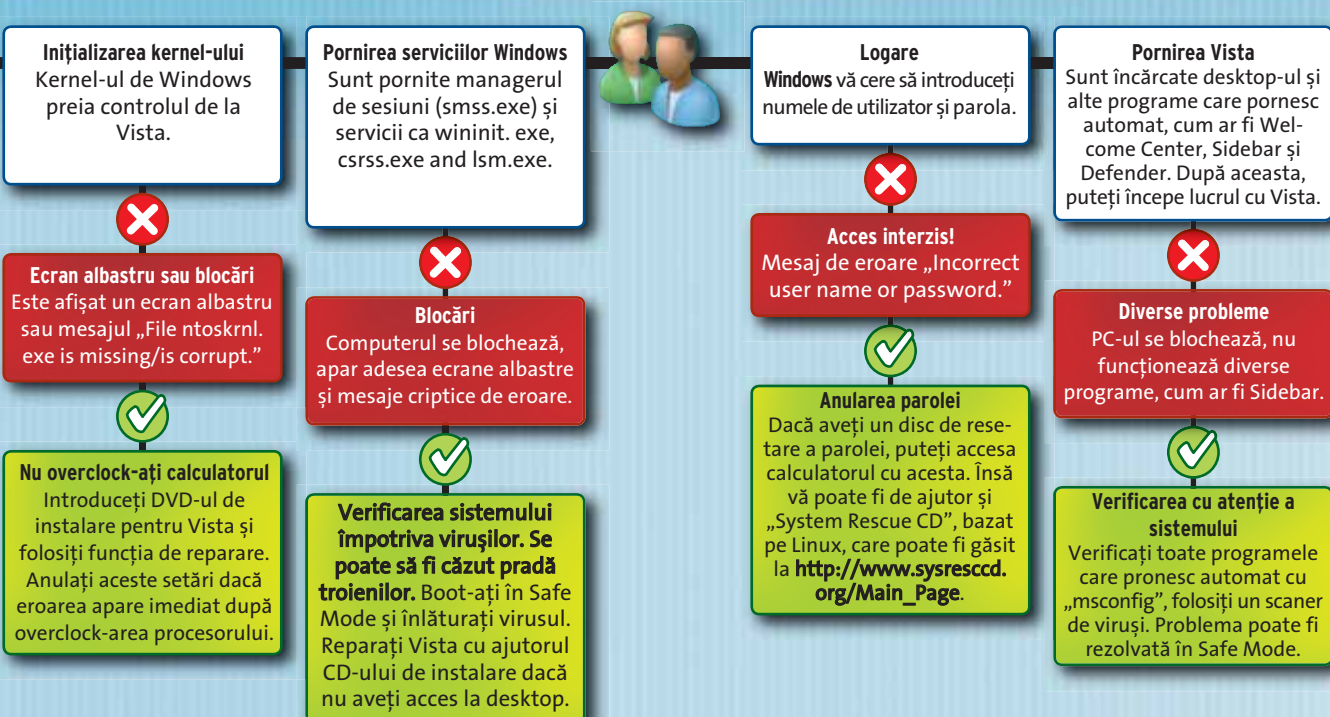 Inițializarea kernel-ului
Kernel-ul de Windows
preia controlul de la
Vista.
Ecran albastru sau blocări
Este afișat un ecran albastru
sau mesajul „File ntoskrnl.
exe is missing/is corrupt.”
Nu overclock-ați calculatorul
Introduceți DVD-ul de
instalare pentru Vista și
folosiți funcția de reparare.
Anulați aceste setări dacă
eroarea apare imediat după
overclock-area procesorului.
Pornirea serviciilor Windows
Sunt pornite managerul
de sesiuni (smss.exe) și
servicii ca wininit. exe,
csrss.exe and lsm.exe.
Blocări
Computerul se blochează,
apar adesea ecrane albastre
și mesaje criptice de eroare.
Verificarea sistemului
împotriva virușilor. Se
poate să fi căzut pradă
troienilor. Boot-ați în Safe
Mode și înlăturați virusul.
Reparați Vista cu ajutorul
CD-ului de instalare dacă
nu aveți acces la desktop.
Logare
Windows vă cere să introduceți
numele de utilizator și parola.
Acces interzis!
Mesaj de eroare „Incorrect
user name or password.”
Anularea parolei
Dacă aveți un disc de rese-
tare a parolei, puteți accesa
calculatorul cu acesta. Însă
vă poate fi de ajutor și
„System Rescue CD”, bazat
pe Linux, care poate fi găsit
la http://www.sysresccd.
org/Main_Page.
Pornirea Vista
Sunt încărcate desktop-ul și
alte programe care pornesc
automat, cum ar fi Wel-
come Center, Sidebar și
Defender. După aceasta,
puteți începe lucrul cu Vista.
Diverse probleme
PC-ul se blochează, nu
funcționează diverse
programe, cum ar fi Sidebar.
Verificarea cu atenție a
sistemului
Verificați toate programele
care pronesc automat cu
„msconfig”, folosiți un scaner
de viruși. Problema poate fi
rezolvată în Safe Mode.